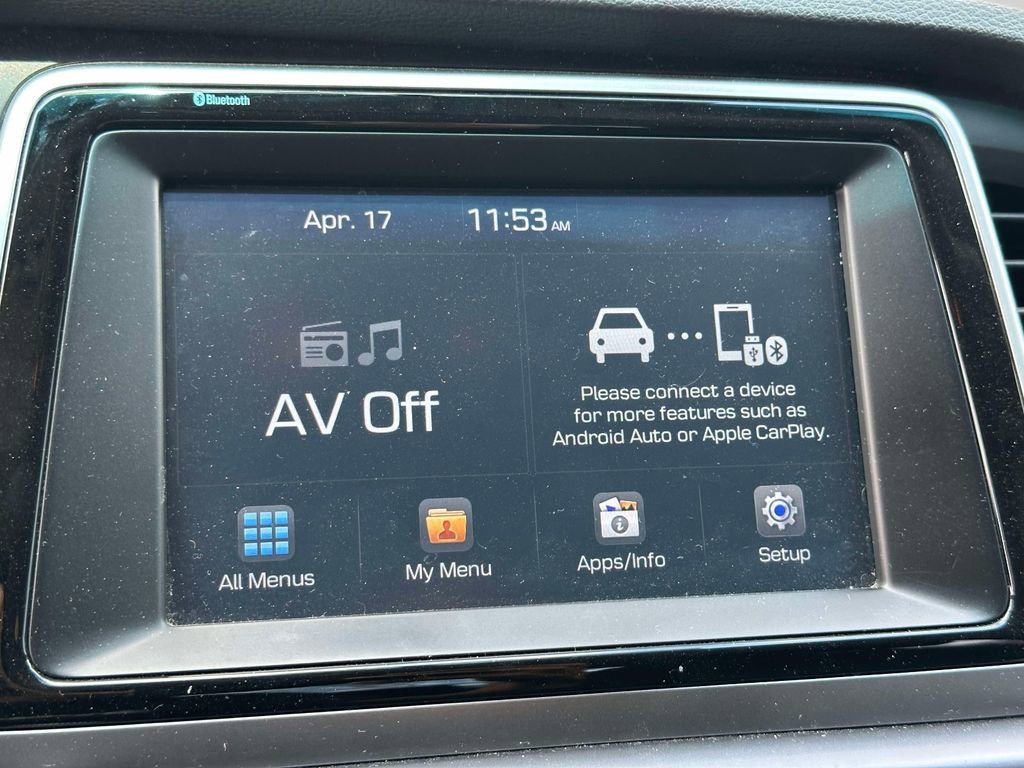 Bluetooth
Apr. 17 11:53 AM
AV Off
Please connect a device
for more features such as
Android Auto or Apple CarPlay.
All Menus
My Menu
Apps/Info
Setup